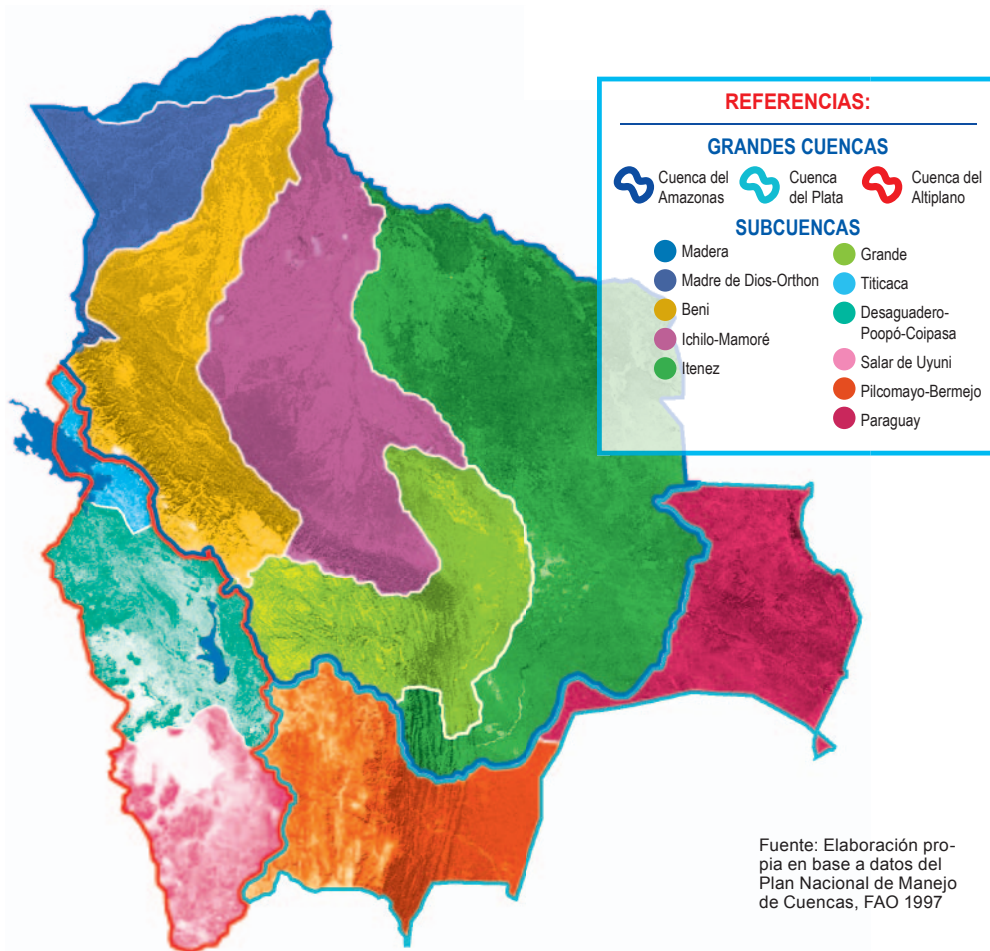 REFERENCIAS:
GRANDES CUENCAS
Cuenca del
Amazonas
Cuenca
del Plata
Cuenca del
Altiplano
SUBCUENCAS
Madera
Madre de Dios-Orthon
Beni
Ichilo-Mamoré
Itenez
Grande
Titicaca
Desaguadero-
Poopó-Coipasa
Salar de Uyuni
Pilcomayo-Bermejo
Paraguay
Fuente: Elaboración pro-
pia en base a datos del
Plan Nacional de Manejo
de Cuencas, FAO 1997